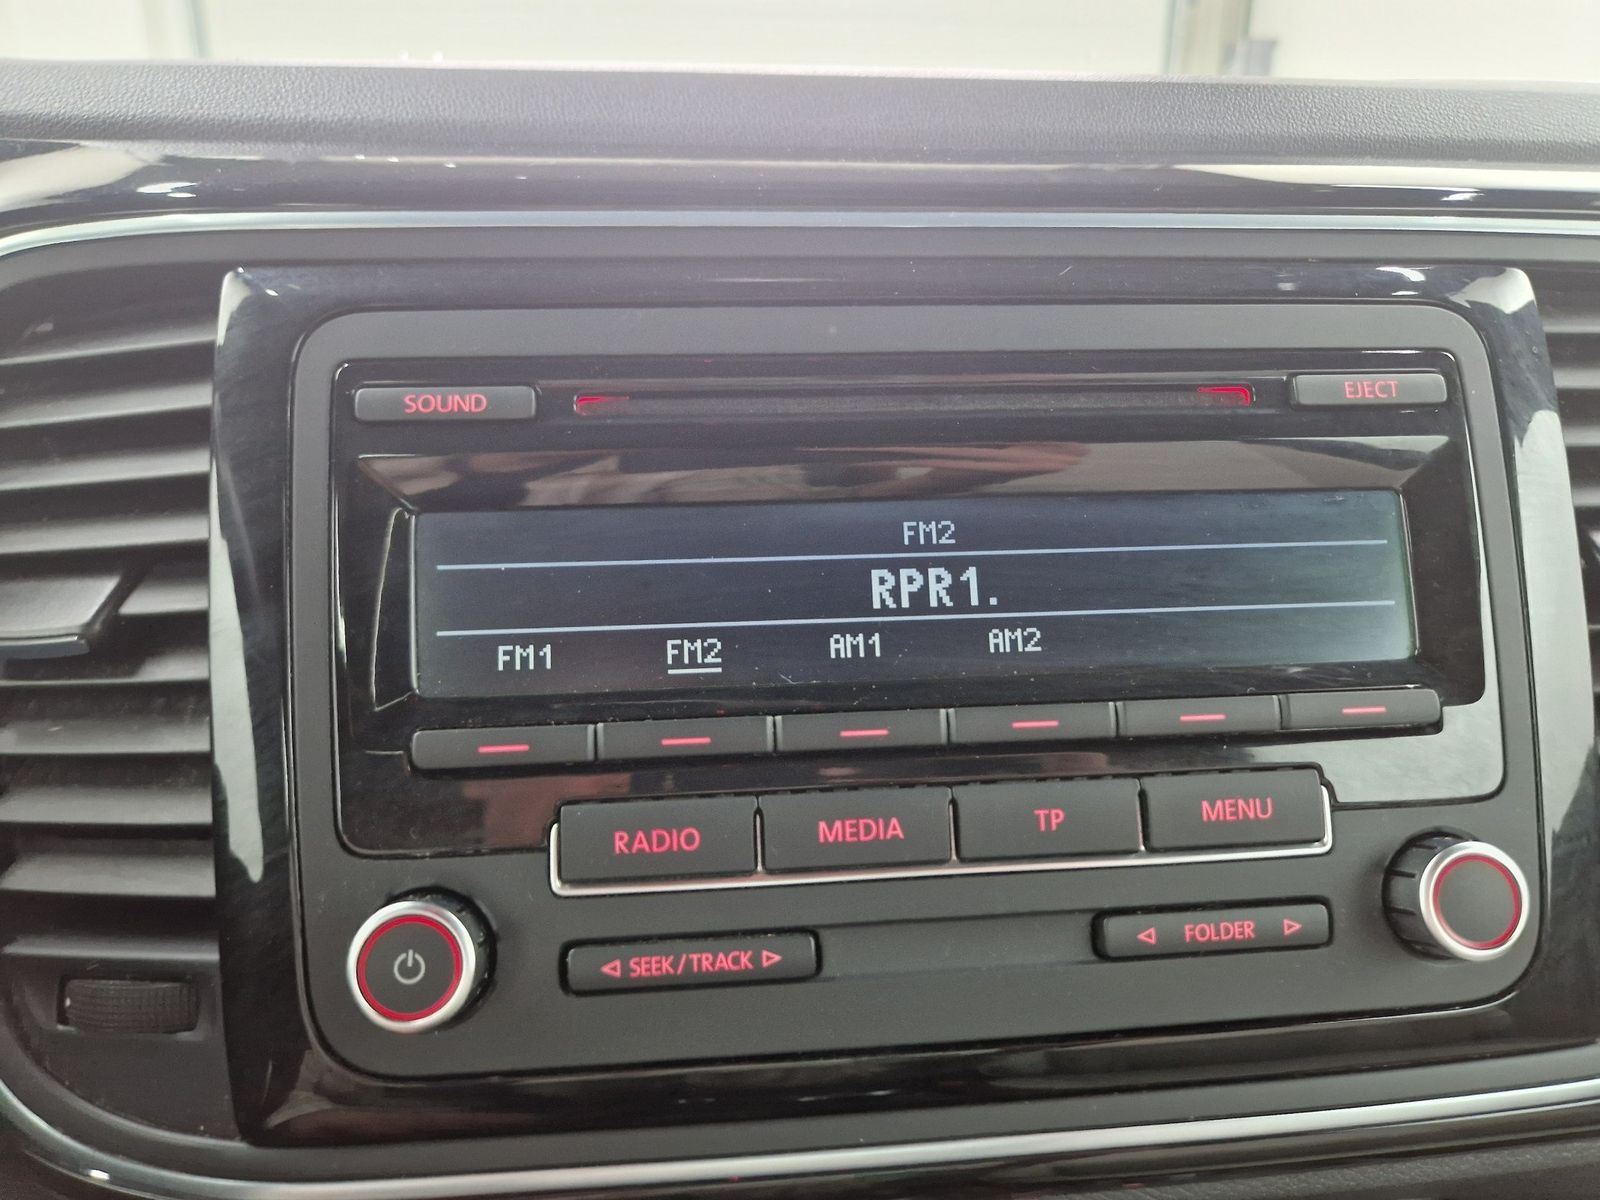 SOUND EJECT
FM2
RPR1.
FM1 FM2 AM1 AM2
RADIO MEDIA TP MENU
SEEK/TRACK FOLDER